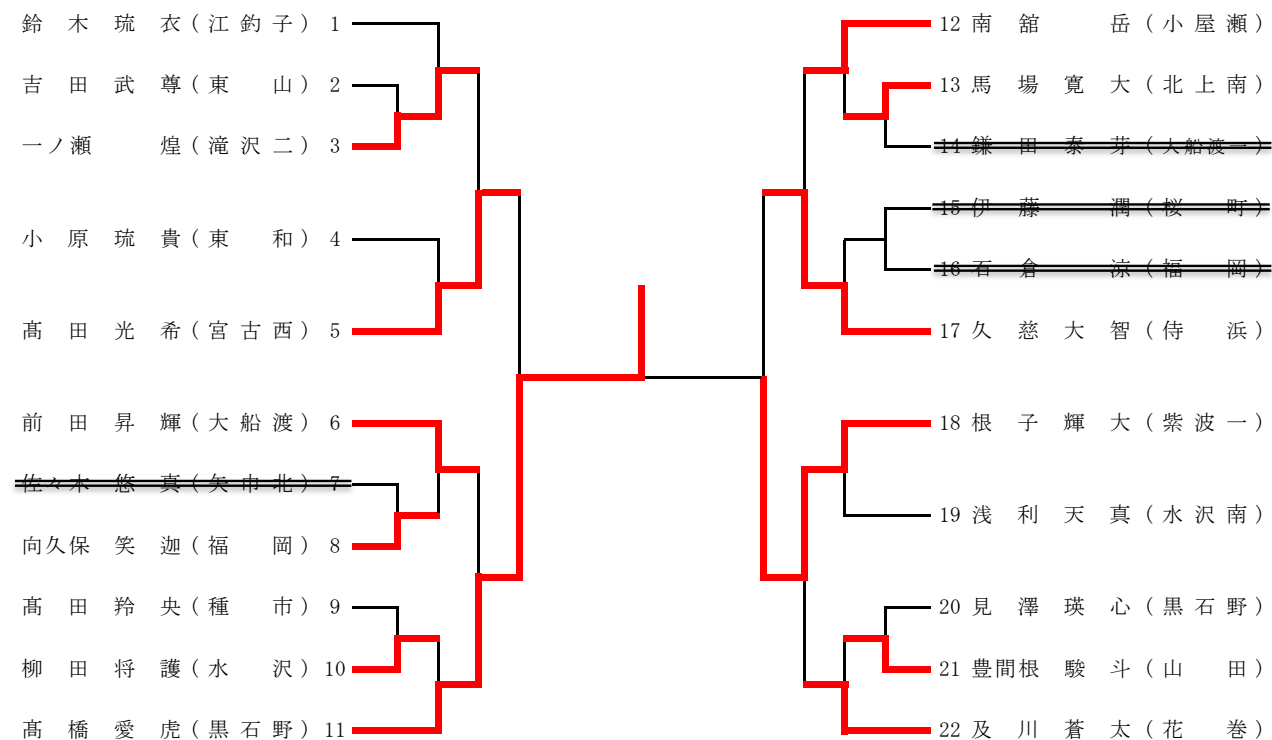 鈴木琉衣(江釣子) 1
吉田武尊(東山) 2
一ノ瀬煌(滝沢二) 3
小原琉貴(東和) 4
髙田光希(宮古西) 5
前田昇輝(大船渡) 6
佐々木悠真(矢巾北) 7
向久保笑迦(福岡) 8
髙田羚央(種市) 9
柳田将護(水沢) 10
髙橋愛虎(黒石野) 11
12 南舘岳(小屋瀬)
13 馬場寛大(北上南)
14 鎌田泰芽(大船渡一)
15 伊藤潤(桜町)
16 石倉涼(福岡)
17 久慈大智(侍浜)
18 根子輝大(紫波一)
19 浅利天真(水沢南)
20 見澤瑛心(黒石野)
21 豊間根駿斗(山田)
22 及川蒼太(花巻)